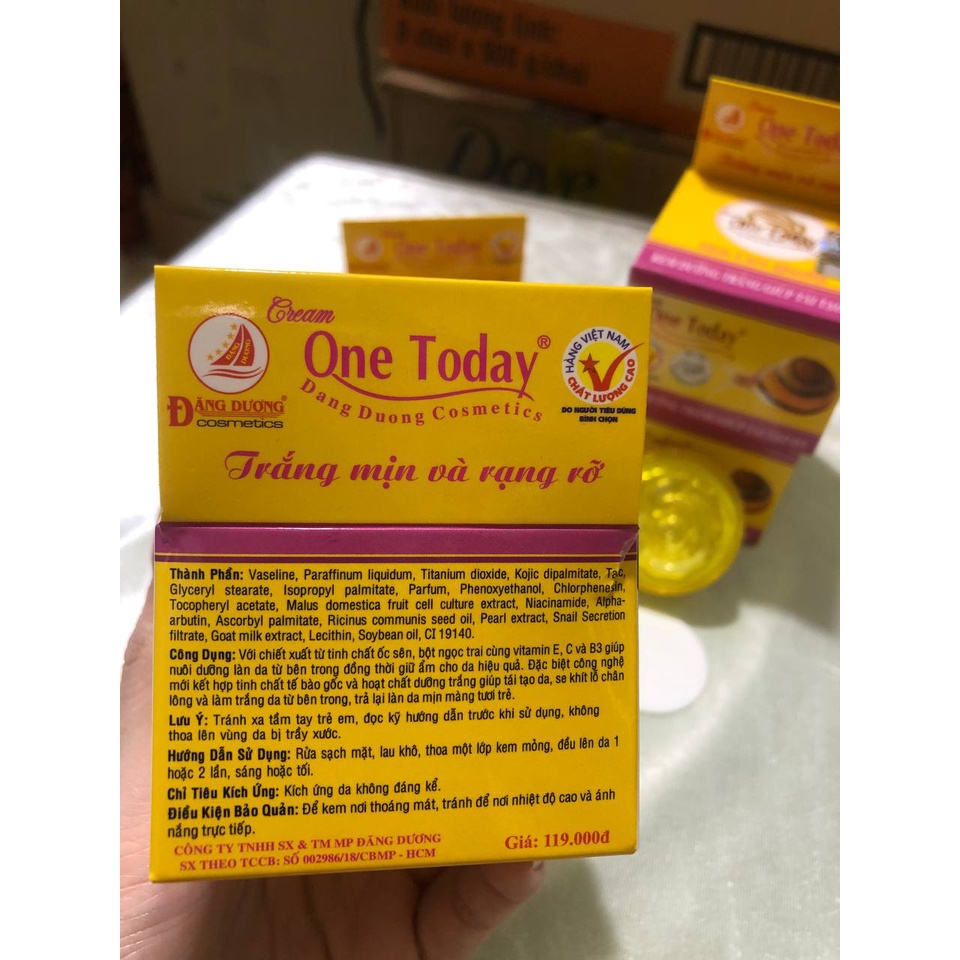 Cream
One Today®
Dang Duong Cosmetics
ĐĂNG DƯƠNG
ĐĂNG DƯƠNG®
cosmetics
HÀNG VIỆT NAM
CHẤT LƯỢNG CAO
DO NGƯỜI TIÊU DÙNG
BÌNH CHỌN
Trắng mịn và rạng rỡ
Thành Phần: Vaseline, Paraffinum liquidum, Titanium dioxide, Kojic dipalmitate, Tạc,
Glyceryl stearate, Isopropyl palmitate, Parfum, Phenoxyethanol, Chlorphenesin,
Tocopheryl acetate, Malus domestica fruit cell culture extract, Niacinamide, Alpha-
arbutin, Ascorbyl palmitate, Ricinus communis seed oil, Pearl extract, Snail Secretion
filtrate, Goat milk extract, Lecithin, Soybean oil, CI 19140.
Công Dụng: Với chiết xuất từ tinh chất ốc sên, bột ngọc trai cùng vitamin E, C và B3 giúp
nuôi dưỡng làn da từ bên trong đồng thời giữ ẩm cho da hiệu quả. Đặc biệt công nghệ
mới kết hợp tinh chất tế bào gốc và hoạt chất dưỡng trắng giúp tái tạo da, se khít lỗ chân
lông và làm trắng da từ bên trong, trả lại làn da mịn màng tươi trẻ.
Lưu Ý: Tránh xa tầm tay trẻ em, đọc kỹ hướng dẫn trước khi sử dụng, không
thoa lên vùng da bị trầy xước.
Hướng Dẫn Sử Dụng: Rửa sạch mặt, lau khô, thoa một lớp kem mỏng, đều lên da 1
hoặc 2 lần, sáng hoặc tối.
Chỉ Tiêu Kích Ứng: Kích ứng da không đáng kể.
Điều Kiện Bảo Quản: Để kem nơi thoáng mát, tránh để nơi nhiệt độ cao và ánh
nắng trực tiếp.
CÔNG TY TNHH SX & TM MP ĐĂNG DƯƠNG
SX THEO TCCB: SỐ 002986/18/CBMP - HCM
Giá: 119.000đ
One Today
Cream
One Today
One Today
Dove